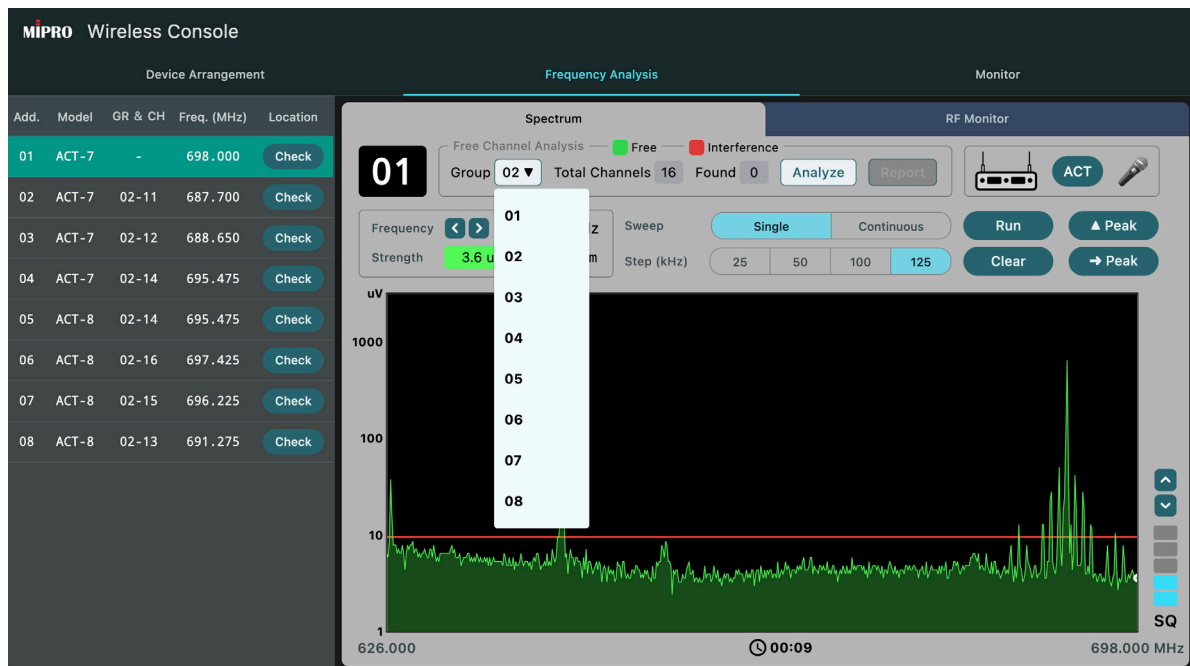 MIPRO Wireless Console
Device Arrangement Frequency Analysis Monitor
Add. Model GR & CH Freq. (MHz) Location
01 ACT-7 - 698.000 Check
02 ACT-7 02-11 687.700 Check
03 ACT-7 02-12 688.650 Check
04 ACT-7 02-14 695.475 Check
05 ACT-8 02-14 695.475 Check
06 ACT-8 02-16 697.425 Check
07 ACT-8 02-15 696.225 Check
08 ACT-8 02-13 691.275 Check
Spectrum RF Monitor
01
Free Channel Analysis Free Interference
Group 02 ▼ Total Channels 16 Found 0 Analyze Report
ACT
01
02
03
04
05
06
07
08
Frequency < > z
Strength 3.6 u m
Sweep Single Continuous
Step (kHz) 25 50 100 125
Run ▲ Peak
Clear → Peak
uV
1000
100
10
1
SQ
626.000 00:09 698.000 MHz